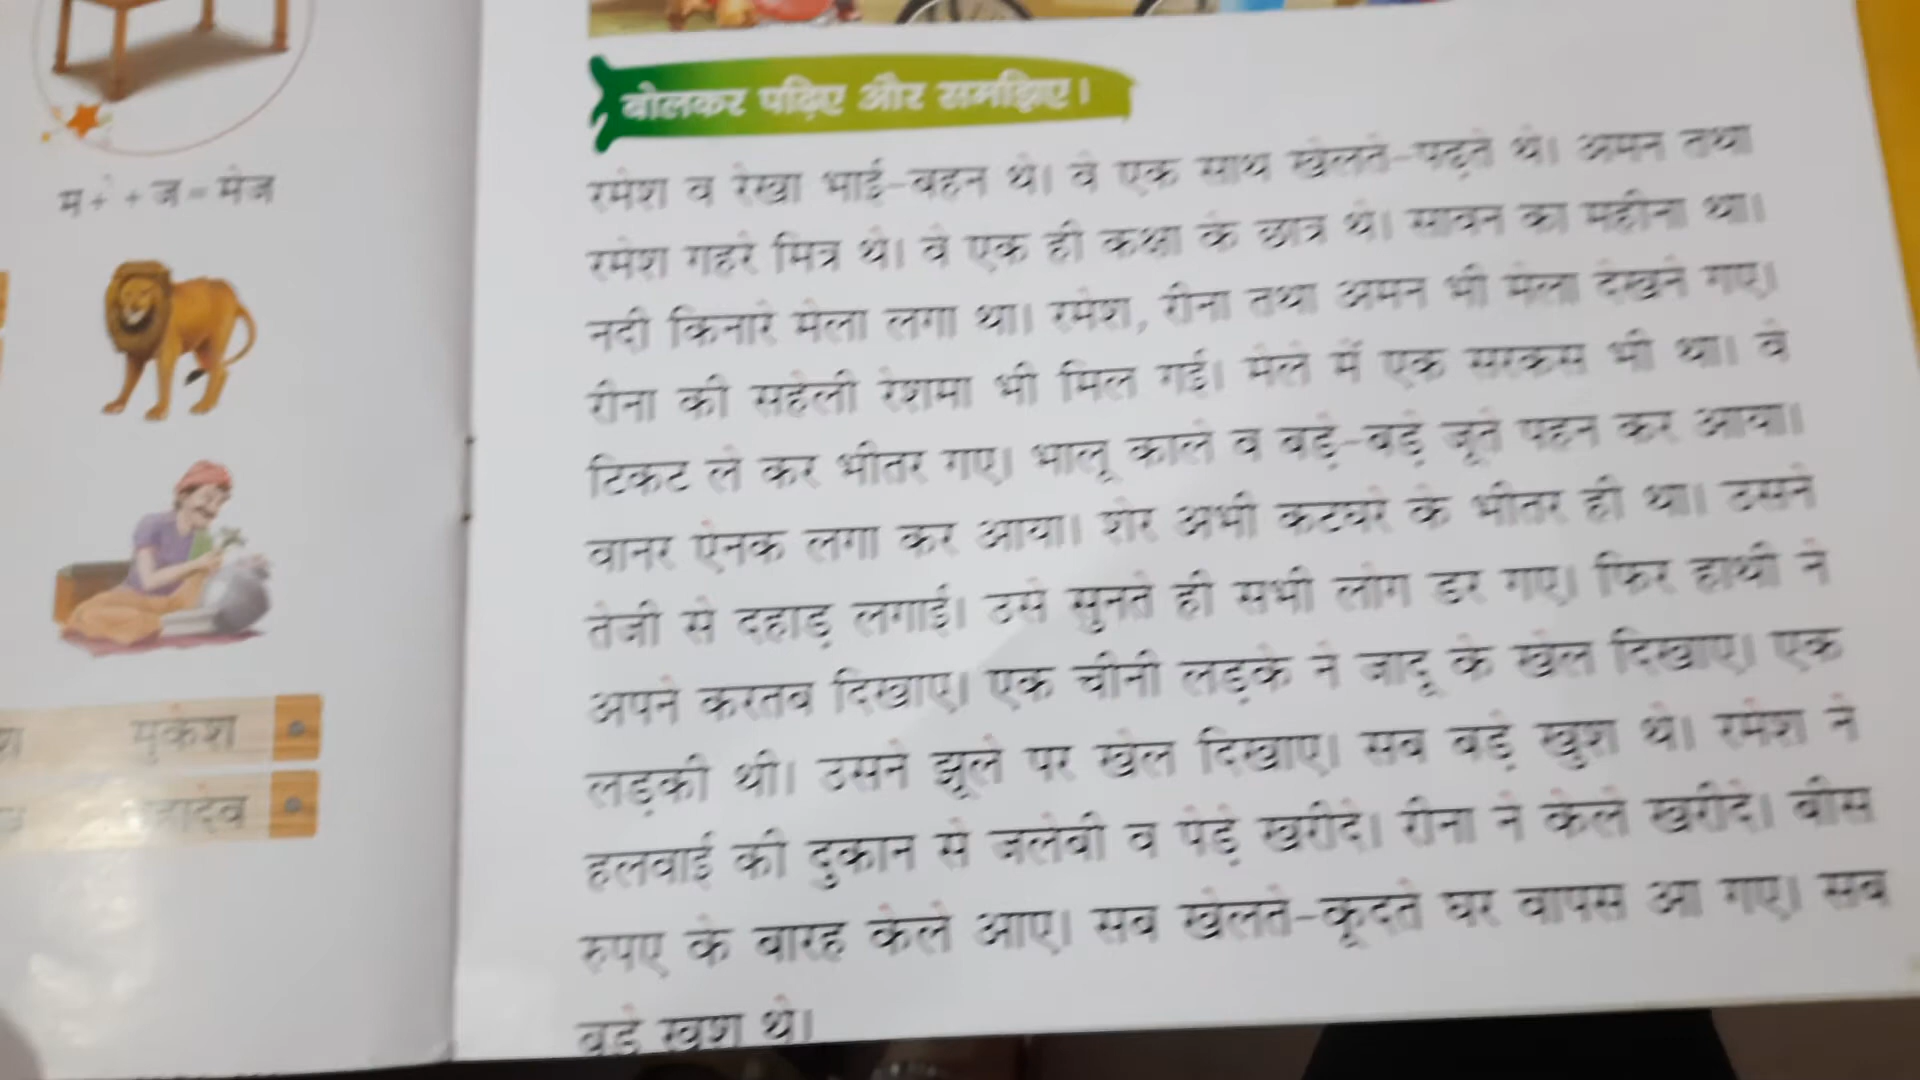 म + े + ज = मेज
मुकेश
बोलकर पढ़िए और समझिए।
रमेश व रेखा भाई-बहन थे। वे एक साथ खेलते-पढ़ते थे। अमन तथा
रमेश गहरे मित्र थे। वे एक ही कक्षा के छात्र थे। सावन का महीना था।
नदी किनारे मेला लगा था। रमेश, रीना तथा अमन भी मेला देखने गए।
रीना की सहेली रेशमा भी मिल गई। मेले में एक सरकस भी था। वे
टिकट ले कर भीतर गए। भालू काले व बड़े-बड़े जूते पहन कर आया।
वानर ऐनक लगा कर आया। शेर अभी कटघरे के भीतर ही था। उसने
तेजी से दहाड़ लगाई। उसे सुनते ही सभी लोग डर गए। फिर हाथी ने
अपने करतब दिखाए। एक चीनी लड़के ने जादू के खेल दिखाए। एक
लड़की थी। उसने झूले पर खेल दिखाए। सब बड़े खुश थे। रमेश ने
हलवाई की दुकान से जलेबी व पेड़े खरीदे। रीना ने केले खरीदे। बीस
रुपए के बारह केले आए। सब खेलते-कूदते घर वापस आ गए। सब
बड़े खुश थे।